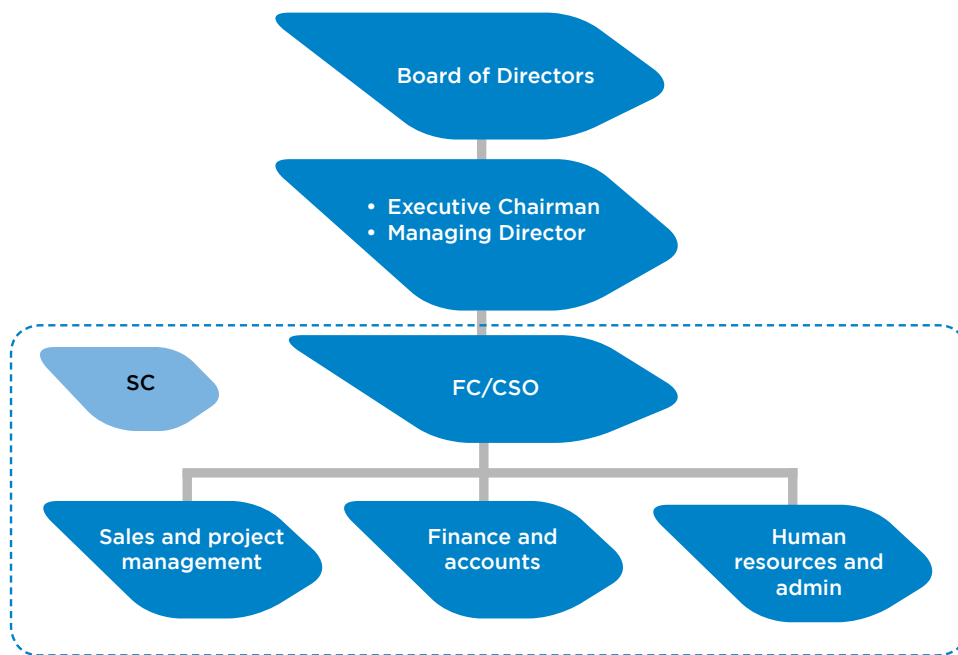 Board of Directors
• Executive Chairman
• Managing Director
SC
FC/CSO
Sales and project
management
Finance and
accounts
Human
resources and
admin